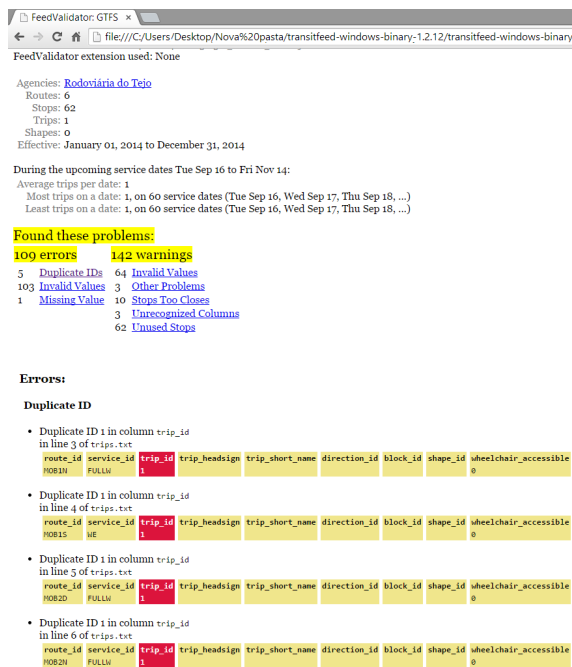 FeedValidator: GTFS ×
file:///C:/Users/Desktop/Nova%20pasta/transitfeed-windows-binary-1.2.12/transitfeed-windows-binary
FeedValidator extension used: None
Agencies: Rodoviária do Tejo
Routes: 6
Stops: 62
Trips: 1
Shapes: 0
Effective: January 01, 2014 to December 31, 2014
During the upcoming service dates Tue Sep 16 to Fri Nov 14:
Average trips per date: 1
Most trips on a date: 1, on 60 service dates (Tue Sep 16, Wed Sep 17, Thu Sep 18, ...)
Least trips on a date: 1, on 60 service dates (Tue Sep 16, Wed Sep 17, Thu Sep 18, ...)
Found these problems:
109 errors 142 warnings
5 Duplicate IDs 64 Invalid Values
103 Invalid Values 3 Other Problems
1 Missing Value 10 Stops Too Closes
3 Unrecognized Columns
62 Unused Stops
Errors:
Duplicate ID
• Duplicate ID 1 in column trip_id
in line 3 of trips.txt
route_id service_id trip_id trip_headsign trip_short_name direction_id block_id shape_id wheelchair_accessible
MOB1N FULLW 1 0
• Duplicate ID 1 in column trip_id
in line 4 of trips.txt
route_id service_id trip_id trip_headsign trip_short_name direction_id block_id shape_id wheelchair_accessible
MOB1S WE 1 0
• Duplicate ID 1 in column trip_id
in line 5 of trips.txt
route_id service_id trip_id trip_headsign trip_short_name direction_id block_id shape_id wheelchair_accessible
MOB2D FULLW 1 0
• Duplicate ID 1 in column trip_id
in line 6 of trips.txt
route_id service_id trip_id trip_headsign trip_short_name direction_id block_id shape_id wheelchair_accessible
MOB2N FULLW 1 0